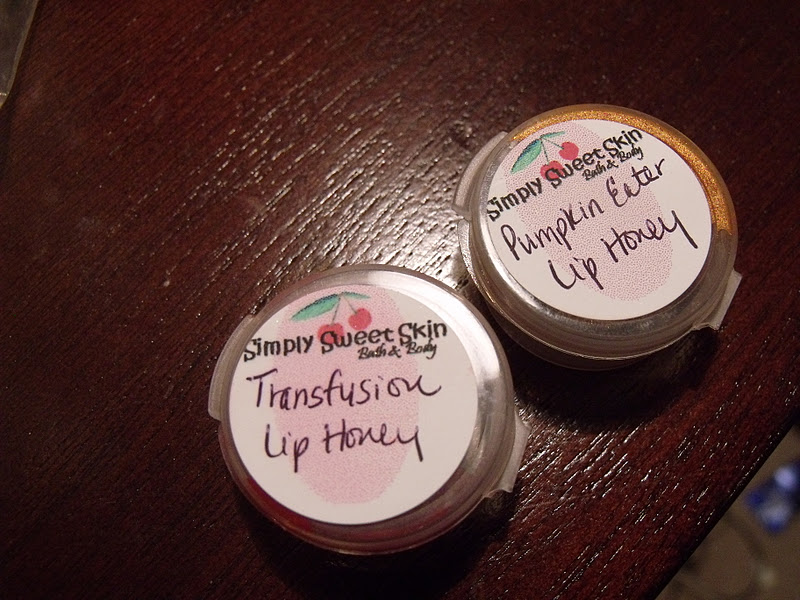 Simply Sweet Skin
Bath & Body
Pumpkin Eater
Lip Honey
Simply Sweet Skin
Bath & Body
Transfusion
Lip Honey